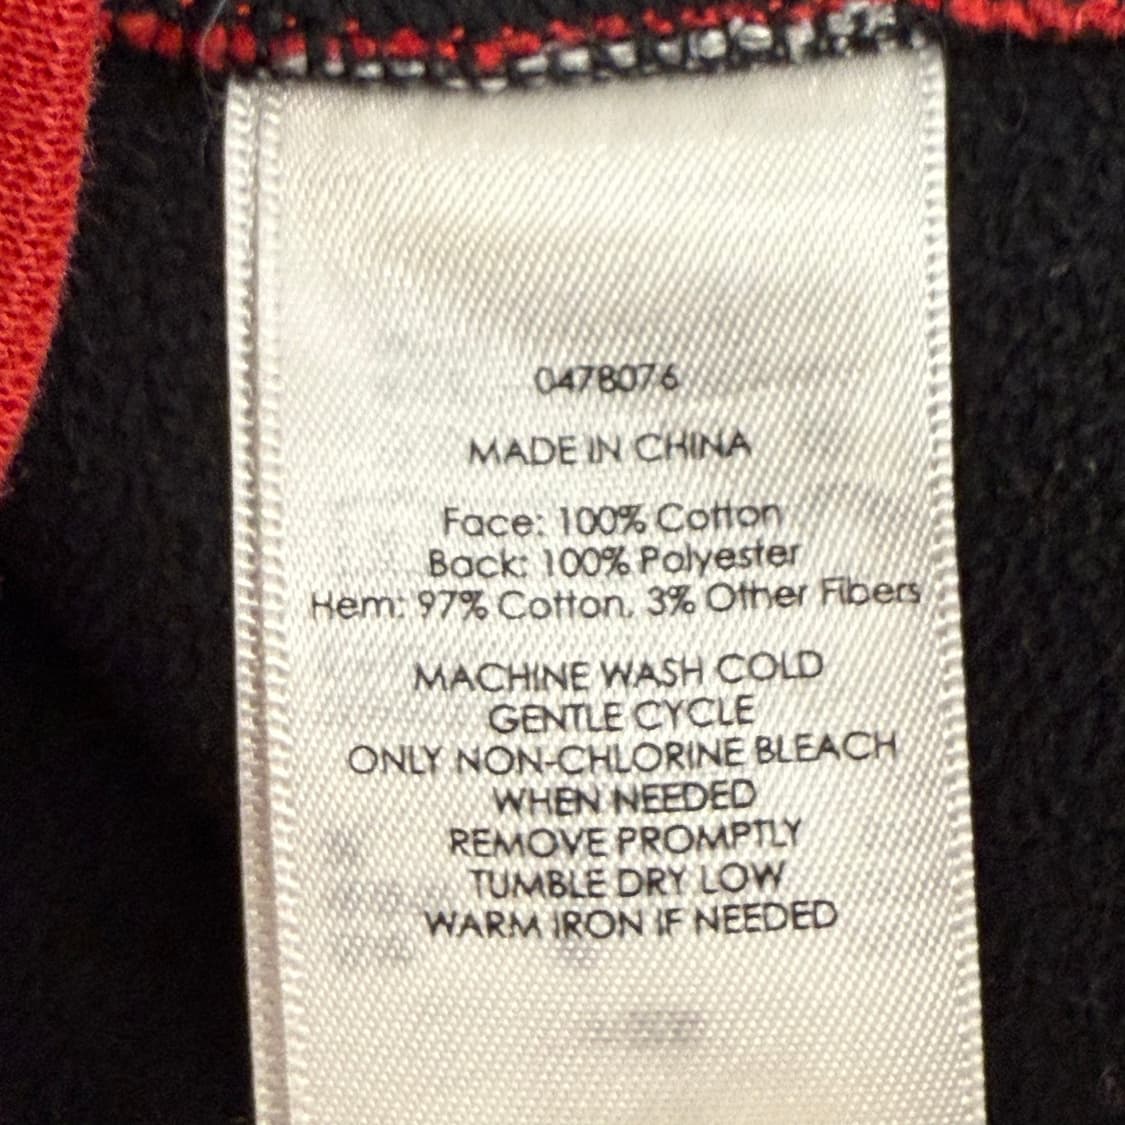 0478076
MADE IN CHINA
Face: 100% Cotton
Back: 100% Polyester
Hem: 97% Cotton, 3% Other Fibers
MACHINE WASH COLD
GENTLE CYCLE
ONLY NON-CHLORINE BLEACH
WHEN NEEDED
REMOVE PROMPTLY
TUMBLE DRY LOW
WARM IRON IF NEEDED